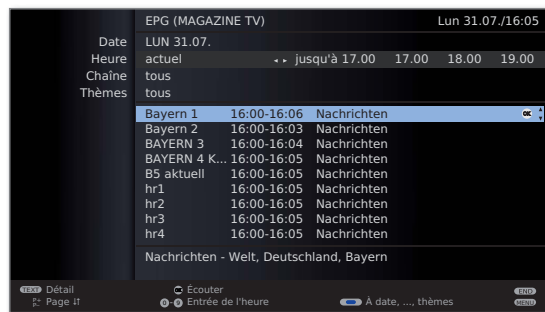 EPG (MAGAZINE TV) Lun 31.07./16:05
Date LUN 31.07.
Heure actuel jusqu'à 17.00 17.00 18.00 19.00
Chaîne tous
Thèmes tous
Bayern 1 16:00-16:06 Nachrichten OK
Bayern 2 16:00-16:03 Nachrichten
BAYERN 3 16:00-16:04 Nachrichten
BAYERN 4 K... 16:00-16:05 Nachrichten
B5 aktuell 16:00-16:05 Nachrichten
hr1 16:00-16:05 Nachrichten
hr2 16:00-16:05 Nachrichten
hr3 16:00-16:05 Nachrichten
hr4 16:00-16:05 Nachrichten
Nachrichten - Welt, Deutschland, Bayern
TEXT Détail OK Écouter END
P+ P- Page 0-9 Entrée de l'heure À date, ..., thèmes MENU